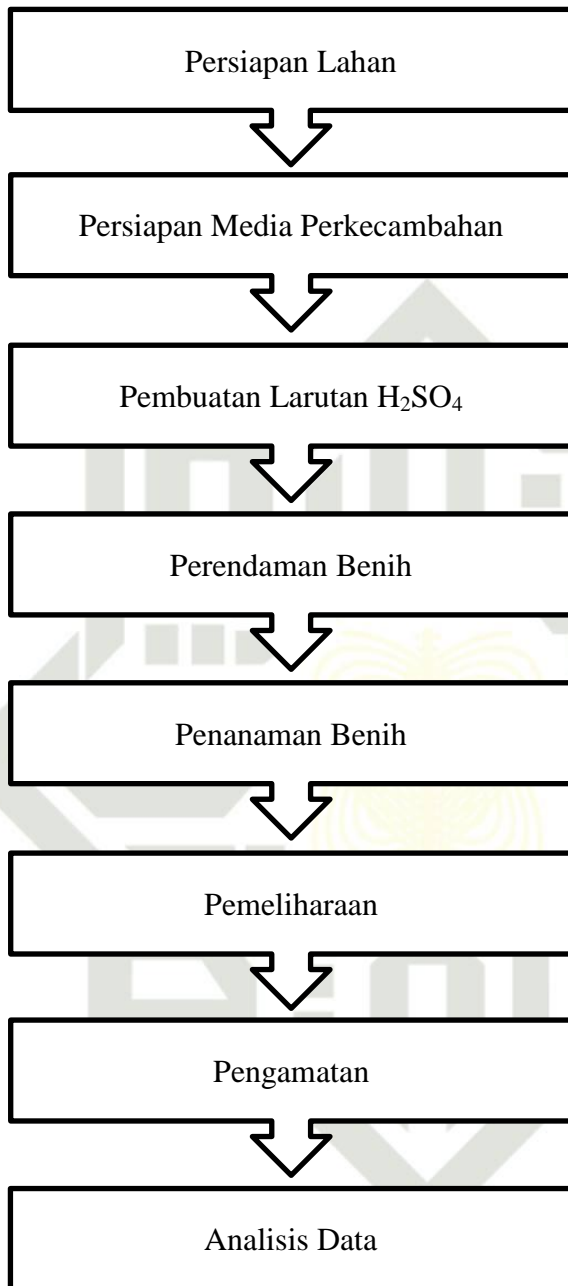 Persiapan Lahan
Persiapan Media Perkecambahan
Pembuatan Larutan H₂SO₄
Perendaman Benih
Penanaman Benih
Pemeliharaan
Pengamatan
Analisis Data